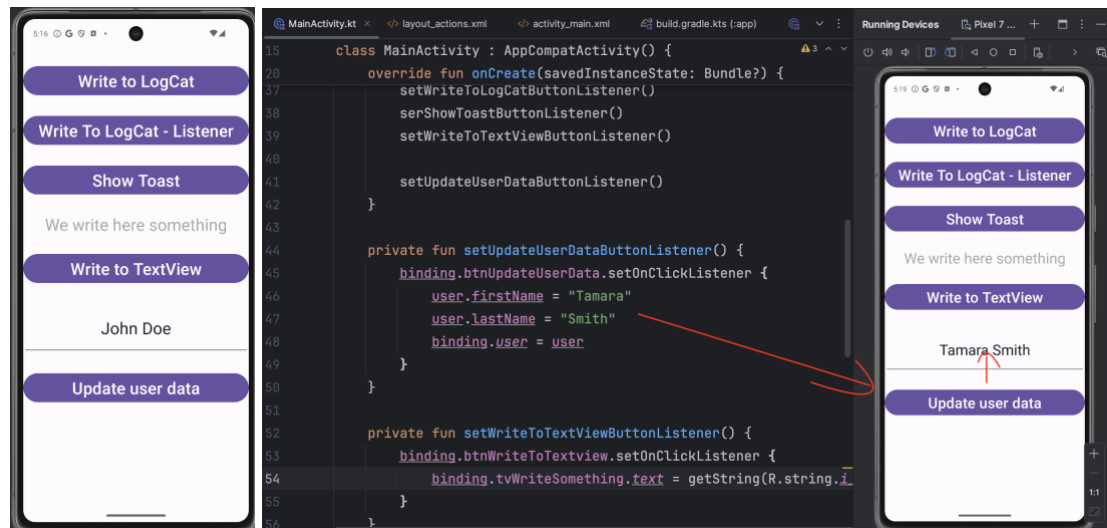 5:16
Write to LogCat
Write To LogCat - Listener
Show Toast
We write here something
Write to TextView
John Doe
Update user data
MainActivity.kt
layout_actions.xml
activity_main.xml
build.gradle.kts (:app)
Running Devices
Pixel 7 ...
15 class MainActivity : AppCompatActivity() {
3
20 override fun onCreate(savedInstanceState: Bundle?) {
37 setWriteToLogCatButtonListener()
38 serShowToastButtonListener()
39 setWriteToTextViewButtonListener()
40
41 setUpdateUserDataButtonListener()
42 }
43
44 private fun setUpdateUserDataButtonListener() {
45 binding.btnUpdateUserData.setOnClickListener {
46 user.firstName = "Tamara"
47 user.lastName = "Smith"
48 binding.user = user
49 }
50 }
51
52 private fun setWriteToTextViewButtonListener() {
53 binding.btnWriteToTextview.setOnClickListener {
54 binding.tvWriteSomething.text = getString(R.string.i_
55 }
56 }
5:19
Write to LogCat
Write To LogCat - Listener
Show Toast
We write here something
Write to TextView
Tamara Smith
Update user data
1:1